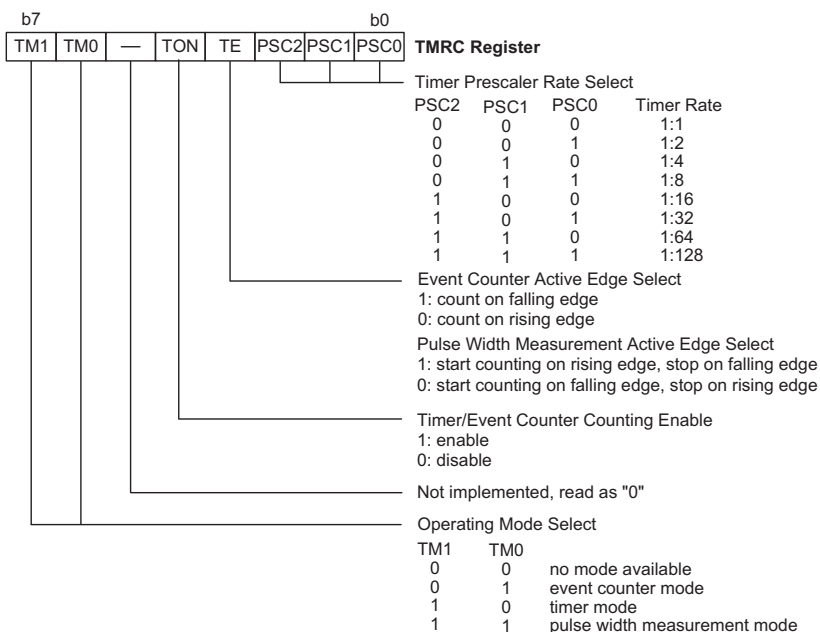 b7 b0
TM1 TM0 — TON TE PSC2 PSC1 PSC0 TMRC Register
Timer Prescaler Rate Select
PSC2 PSC1 PSC0 Timer Rate
0 0 0 1:1
0 0 1 1:2
0 1 0 1:4
0 1 1 1:8
1 0 0 1:16
1 0 1 1:32
1 1 0 1:64
1 1 1 1:128
Event Counter Active Edge Select
1: count on falling edge
0: count on rising edge
Pulse Width Measurement Active Edge Select
1: start counting on rising edge, stop on falling edge
0: start counting on falling edge, stop on rising edge
Timer/Event Counter Counting Enable
1: enable
0: disable
Not implemented, read as "0"
Operating Mode Select
TM1 TM0
0 0 no mode available
0 1 event counter mode
1 0 timer mode
1 1 pulse width measurement mode